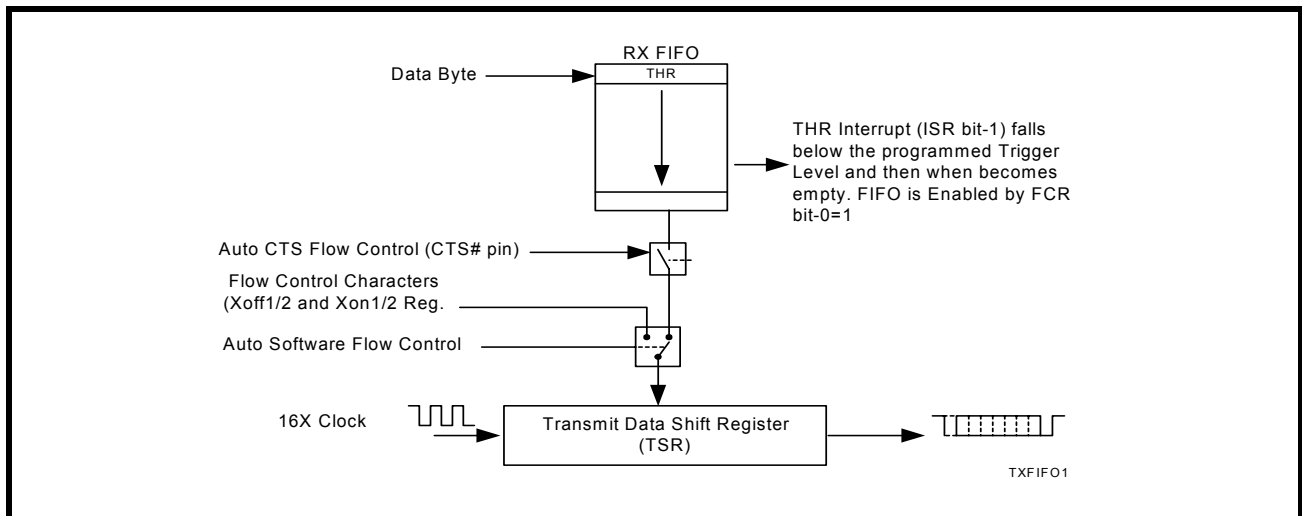 RX FIFO
THR
Data Byte
THR Interrupt (ISR bit-1) falls
below the programmed Trigger
Level and then when becomes
empty. FIFO is Enabled by FCR
bit-0=1
Auto CTS Flow Control (CTS# pin)
Flow Control Characters
(Xoff1/2 and Xon1/2 Reg.
Auto Software Flow Control
16X Clock
Transmit Data Shift Register
(TSR)
TXFIFO1